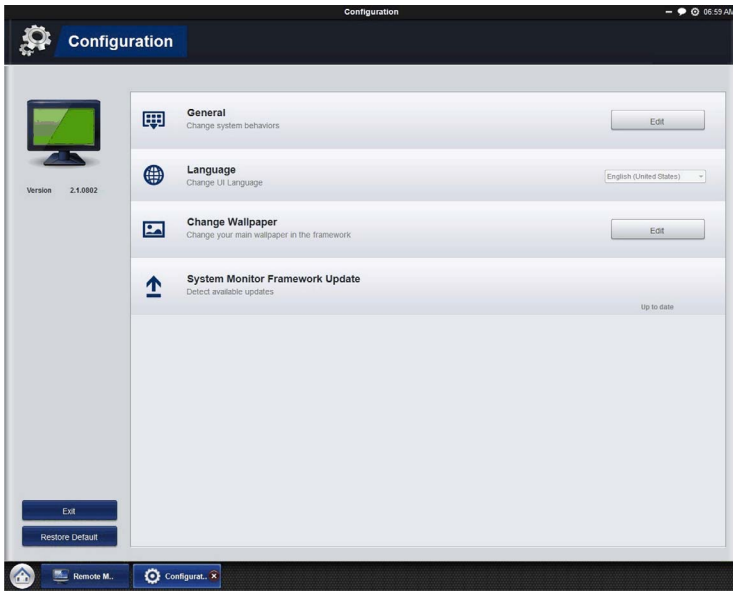 Configuration
06:59 AM
Configuration
General
Change system behaviors
Edit
Language
Change UI Language
English (United States)
Version 2.1.0802
Change Wallpaper
Change your main wallpaper in the framework
Edit
System Monitor Framework Update
Detect available updates
Up to date
Exit
Restore Default
Remote M..
Configurat..